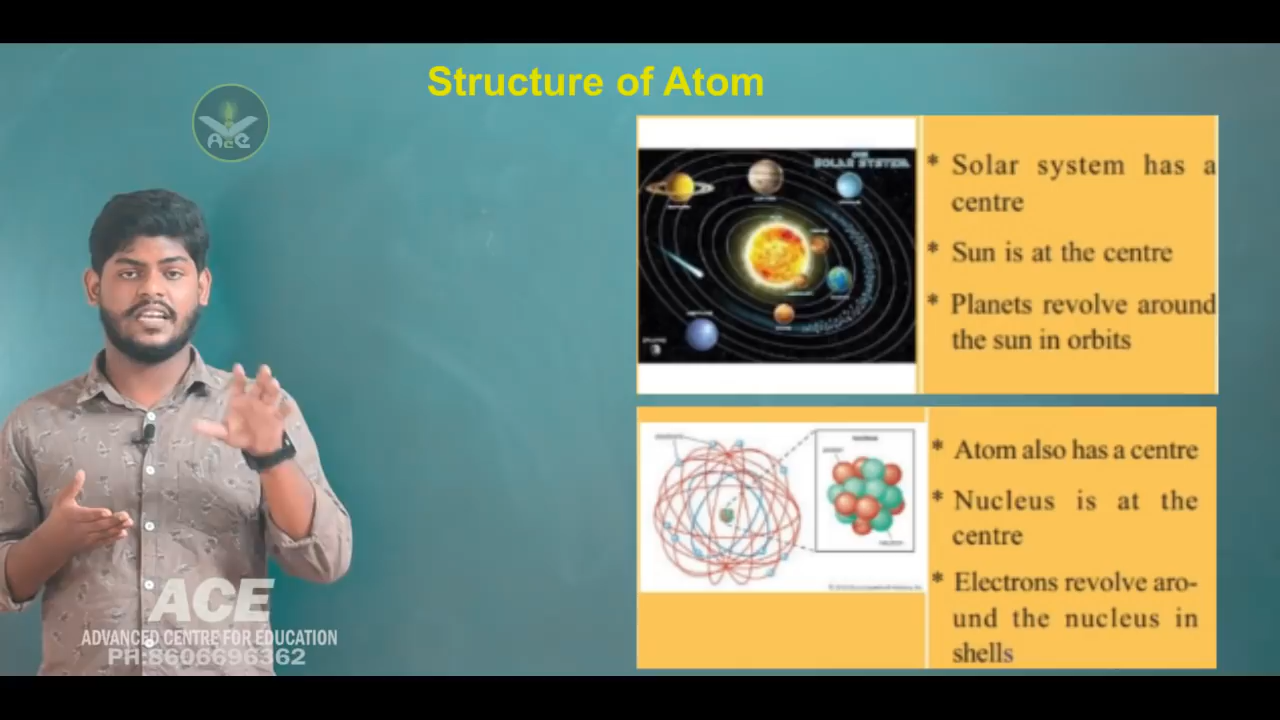 Structure of Atom
AcE
SOLAR SYSTEM
* Solar system has a
centre
* Sun is at the centre
* Planets revolve around
the sun in orbits
* Atom also has a centre
* Nucleus is at the
centre
* Electrons revolve aro-
und the nucleus in
shells
ACE
ADVANCED CENTRE FOR EDUCATION
PH:8606696362